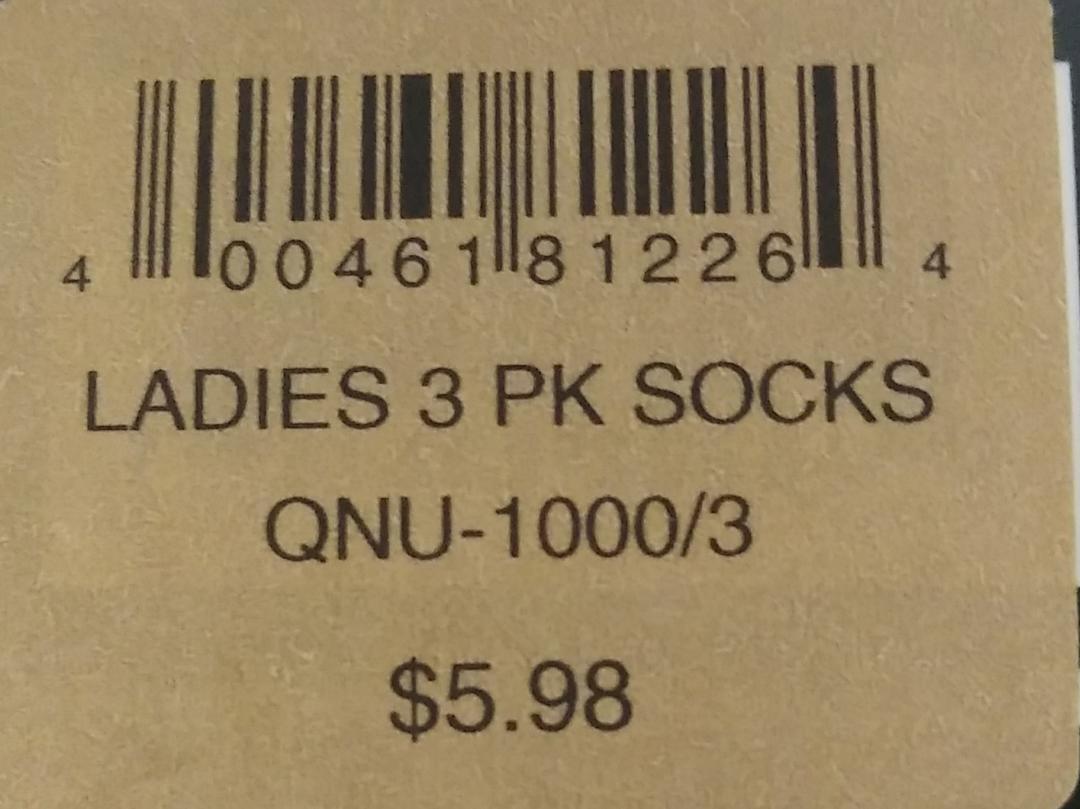 4 00461 81226 4
LADIES 3 PK SOCKS
QNU-1000/3
$5.98